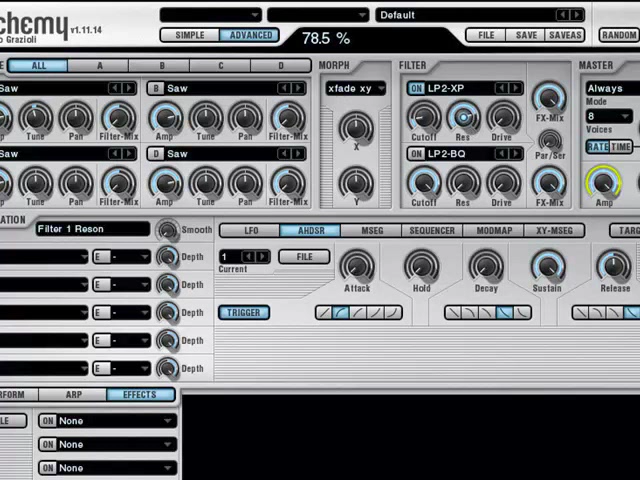 chemy v1.11.14
o Grazioli
Default
SIMPLE ADVANCED 78.5 % FILE SAVE SAVEAS RANDOM
E ALL A B C D MORPH FILTER MASTER
Saw B Saw xfade xy ON LP2-XP Always
Mode
8
Tune Pan Filter-Mix Amp Tune Pan Filter-Mix X Cutoff Res Drive FX-Mix Voices
Par/Ser RATE TIME
Saw D Saw ON LP2-BQ
Tune Pan Filter-Mix Amp Tune Pan Filter-Mix Y Cutoff Res Drive FX-Mix Amp
ATION Filter 1 Reson Smooth LFO AHDSR MSEG SEQUENCER MODMAP XY-MSEG TARG
E - Depth 1 FILE
Current
E - Depth Attack Hold Decay Sustain Release
E - Depth TRIGGER
E - Depth
E - Depth
RFORM ARP EFFECTS
LE ON None
ON None
ON None